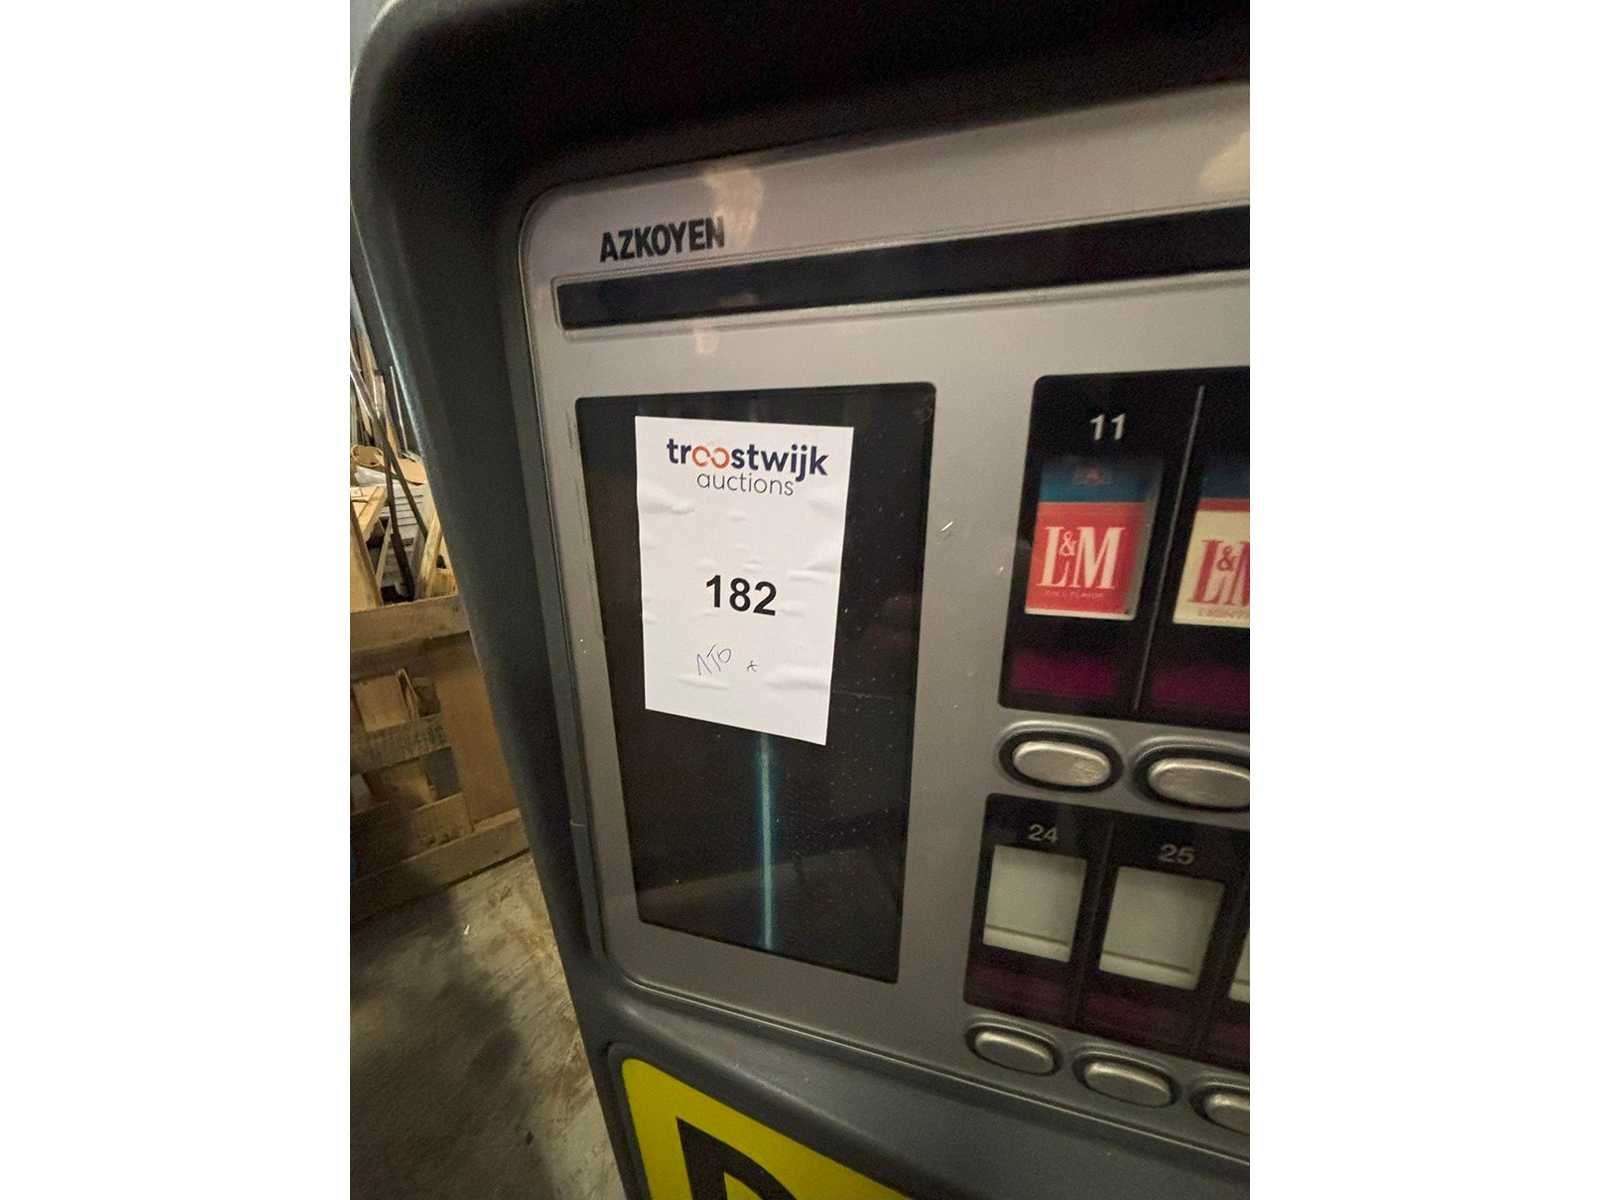 AZKOYEN
troostwijk
auctions
182
11
L&M
L&M
24
25